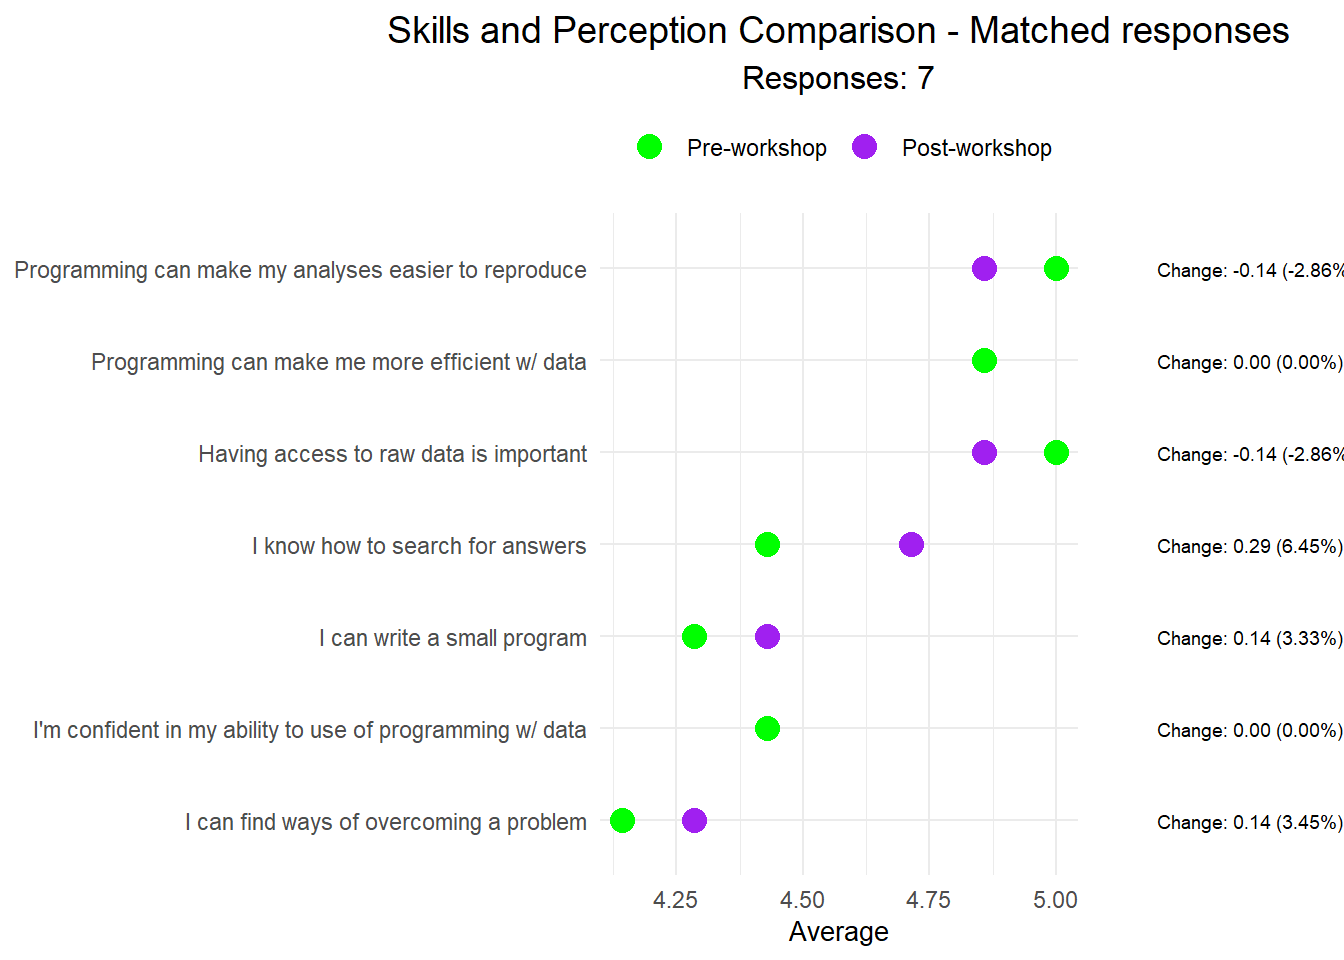 Skills and Perception Comparison - Matched responses
Responses: 7
Pre-workshop Post-workshop
Programming can make my analyses easier to reproduce Change: -0.14 (-2.86%
Programming can make me more efficient w/ data Change: 0.00 (0.00%)
Having access to raw data is important Change: -0.14 (-2.86%
I know how to search for answers Change: 0.29 (6.45%)
I can write a small program Change: 0.14 (3.33%)
I'm confident in my ability to use of programming w/ data Change: 0.00 (0.00%)
I can find ways of overcoming a problem Change: 0.14 (3.45%)
4.25 4.50 4.75 5.00
Average